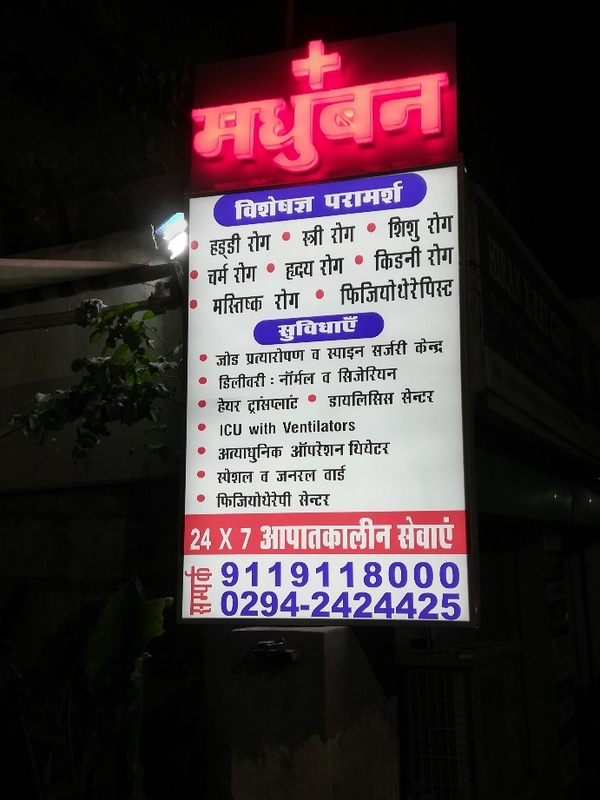 मधुबन
विशेषज्ञ परामर्श
• हड्डी रोग • स्त्री रोग • शिशु रोग
• चर्म रोग • हृदय रोग • किडनी रोग
• मस्तिष्क रोग • फिजियोथेरेपिस्ट
सुविधाएँ
• जोड प्रत्यारोपण व स्पाइन सर्जरी केन्द्र
• डिलीवरी : नॉर्मल व सिजेरियन
• हैयर ट्रांसप्लांट • डायलिसिस सेन्टर
• ICU with Ventilators
• अत्याधुनिक ऑपरेशन थियेटर
• स्पेशल व जनरल वार्ड
• फिजियोथेरेपी सेन्टर
24 X 7 आपातकालीन सेवाएं
सम्पर्क
9119118000
0294-2424425